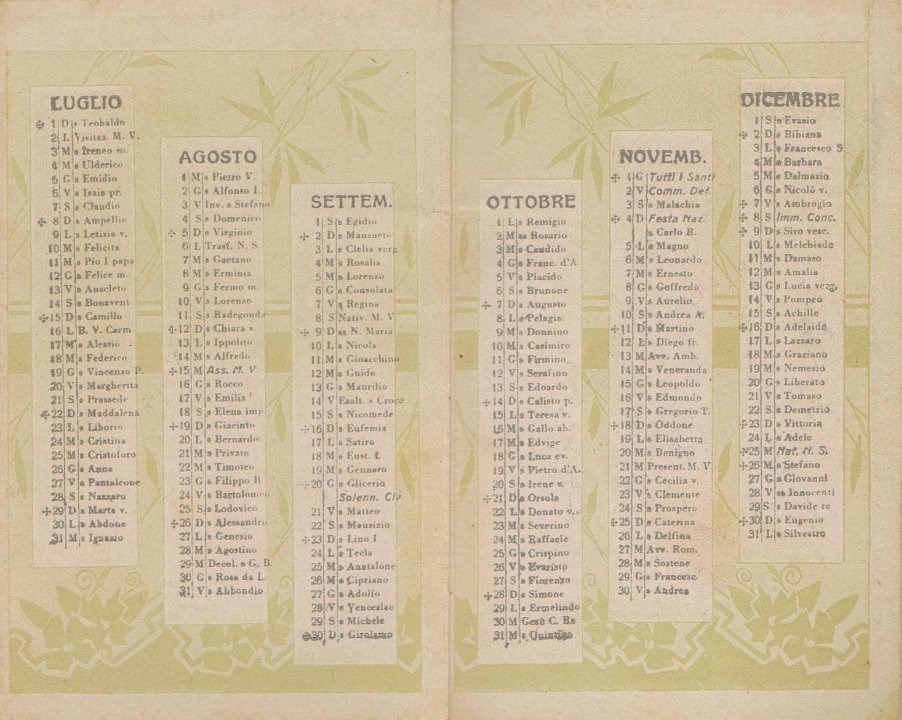 LUGLIO
✠ 1 D s Teobaldo
2 L Visitaz. M. V.
3 M s Ireneo m.
4 M s Ulderico
5 G s Emidio
6 V s Isaia pr.
7 S s Claudio
✠ 8 D s Ampellio
9 L s Letizia v.
10 M s Felicita
11 M s Pio I papa
12 G s Felice m.
13 V s Anacleto
14 S s Bonavent.
✠ 15 D s Camillo
16 L B. V. Carm.
17 M s Alessio
18 M s Federico
19 G s Vincenzo P.
20 V s Margherita
21 S s Prassede
✠ 22 D s Maddalena
23 L s Liborio
24 M s Cristina
25 M s Cristoforo
26 G s Anna
27 V s Pantaleone
28 S s Nazzaro
✠ 29 D s Marta v.
30 L s Abdone
31 M s Ignazio
AGOSTO
1 M s Pietro V.
2 G s Alfonso l.
3 V Inv. s Stefano
4 S s Domenico
✠ 5 D s Virginio
6 L Trasf. N. S.
7 M s Gaetano
8 M s Erminia
9 G s Fermo m.
10 V s Lorenzo
11 S s Radegonda
✠ 12 D s Chiara v.
13 L s Ippolito
14 M s Alfredo
✠ 15 M Ass. M. V
16 G s Rocco
17 V s Emilia
18 S s Elena imp.
✠ 19 D s Giacinto
20 L s Bernardo
21 M s Privato
22 M s Timoteo
23 G s Filippo B
24 V s Bartolomeo
25 S s Lodovico
✠ 26 D s Alessandro
27 L s Genesio
28 M s Agostino
29 M Decol. s G. B
30 G s Rosa da L.
31 V s Abbondio
SETTEM.
1 S s Egidio
✠ 2 D s Mansueto
3 L s Clelia verg.
4 M s Rosalia
5 M s Lorenzo
6 G s Consolata
7 V s Regina
8 S Nativ. M. V
✠ 9 D ss N. Maria
10 L s Nicola
11 M s Gioacchino
12 M s Guido
13 G s Maurilio
14 V Esalt. s Croce
15 S s Nicomede
✠ 16 D s Eufemia
17 L s Satiro
18 M s Eust. t.
19 M s Gennaro
✠ 20 G s Glicerio
Solenn. Civ
21 V s Matteo
22 S s Maurizio
✠ 23 D s Lino I
24 L s Tecla
25 M s Anatalone
26 M s Cipriano
27 G s Adolfo
28 V s Venceslao
29 S s Michele
✠ 30 D s Girolamo
OTTOBRE
1 L s Remigio
2 M ss Rosario
3 M s Candido
4 G s Franc. d'A.
5 V s Placido
6 S s Brunone
✠ 7 D s Augusto
8 L s Pelagia
9 M s Donnino
10 M s Casimiro
11 G s Firmino
12 V s Serafino
13 S s Edoardo
✠ 14 D s Calisto p.
15 L s Teresa v.
16 M s Gallo ab.
17 M s Edvige
18 G s Luca ev.
19 V s Pietro d'A.
20 S s Irene v.
✠ 21 D s Orsola
22 L s Donato v.
23 M s Severino
24 M s Raffaele
25 G s Crispino
26 V s Evaristo
27 S s Fiorenzo
✠ 28 D s Simone
29 L s Ermelindo
30 M Gesù C. Re
31 M s Quintino
NOVEMB.
✠ 1 G Tutti i Santi
2 V Comm. Def.
3 S s Malachia
✠ 4 D Festa Naz.
s Carlo B.
5 L s Magno
6 M s Leonardo
7 M s Ernesto
8 G s Goffredo
9 V s Aurelio
10 S s Andrea A.
✠ 11 D s Martino
12 L s Diego fr.
13 M Avv. Amb.
14 M s Veneranda
15 G s Leopoldo
16 V s Edmondo
17 S s Gregorio T.
✠ 18 D s Oddone
19 L s Elisabetta
20 M s Benigno
21 M Present. M. V.
22 G s Cecilia v.
23 V s Clemente
24 S s Prospero
✠ 25 D s Caterina
26 L s Delfina
27 M Avv. Rom.
28 M s Sostene
29 G s Francesc.
30 V s Andrea
DICEMBRE
1 S s Evasio
✠ 2 D s Bibiana
3 L s Francesco S
4 M s Barbara
5 M s Dalmazio
6 G s Nicolò v.
✠ 7 V s Ambrogio
✠ 8 S Imm. Conc.
✠ 9 D s Siro vesc.
10 L s Melchiade
11 M s Damaso
12 M s Amalia
13 G s Lucia verg.
14 V s Pompeo
15 S s Achille
✠ 16 D s Adelaide
17 L s Lazzaro
18 M s Graziano
19 M s Nemesio
20 G s Liberato
21 V s Tomaso
22 S s Demetrio
✠ 23 D s Vittoria
24 L s Adele
✠ 25 M Nat. N. S.
✠ 26 M s Stefano
27 G s Giovanni
28 V ss Innocenti
29 S s Davide re
✠ 30 D s Eugenio
31 L s Silvestro